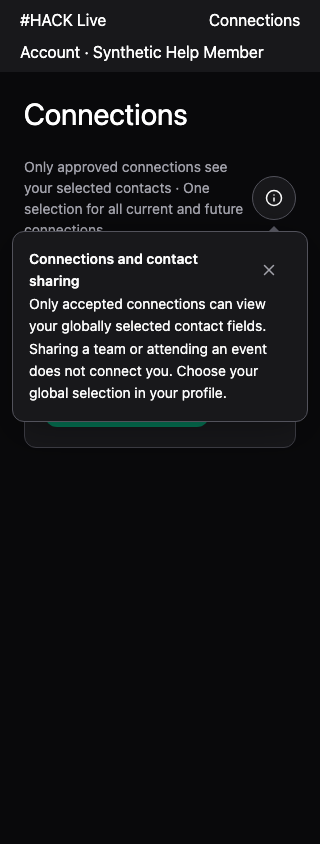 #HACK Live
Connections
Account · Synthetic Help Member
Connections
Only approved connections see
your selected contacts · One
selection for all current and future
connections
Connections and contact
sharing
Only accepted connections can view
your globally selected contact fields.
Sharing a team or attending an event
does not connect you. Choose your
global selection in your profile.